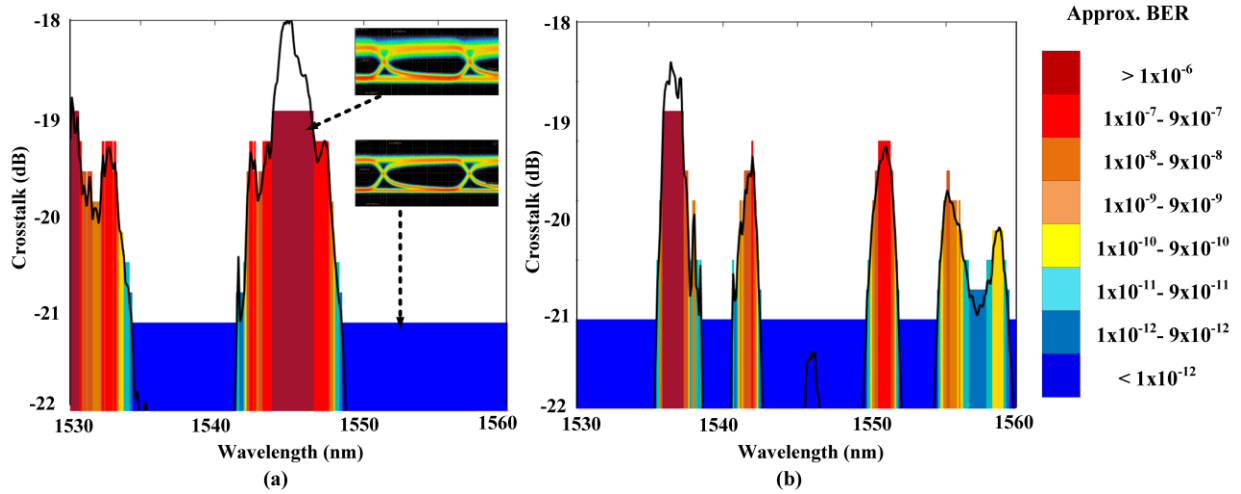 -18
-19
-20
-21
-22
Crosstalk (dB)
1530
1540
1550
1560
Wavelength (nm)
(a)
-18
-19
-20
-21
-22
Crosstalk (dB)
1530
1540
1550
1560
Wavelength (nm)
(b)
Approx. BER
> 1x10⁻⁶
1x10⁻⁷- 9x10⁻⁷
1x10⁻⁸- 9x10⁻⁸
1x10⁻⁹- 9x10⁻⁹
1x10⁻¹⁰- 9x10⁻¹⁰
1x10⁻¹¹- 9x10⁻¹¹
1x10⁻¹²- 9x10⁻¹²
< 1x10⁻¹²